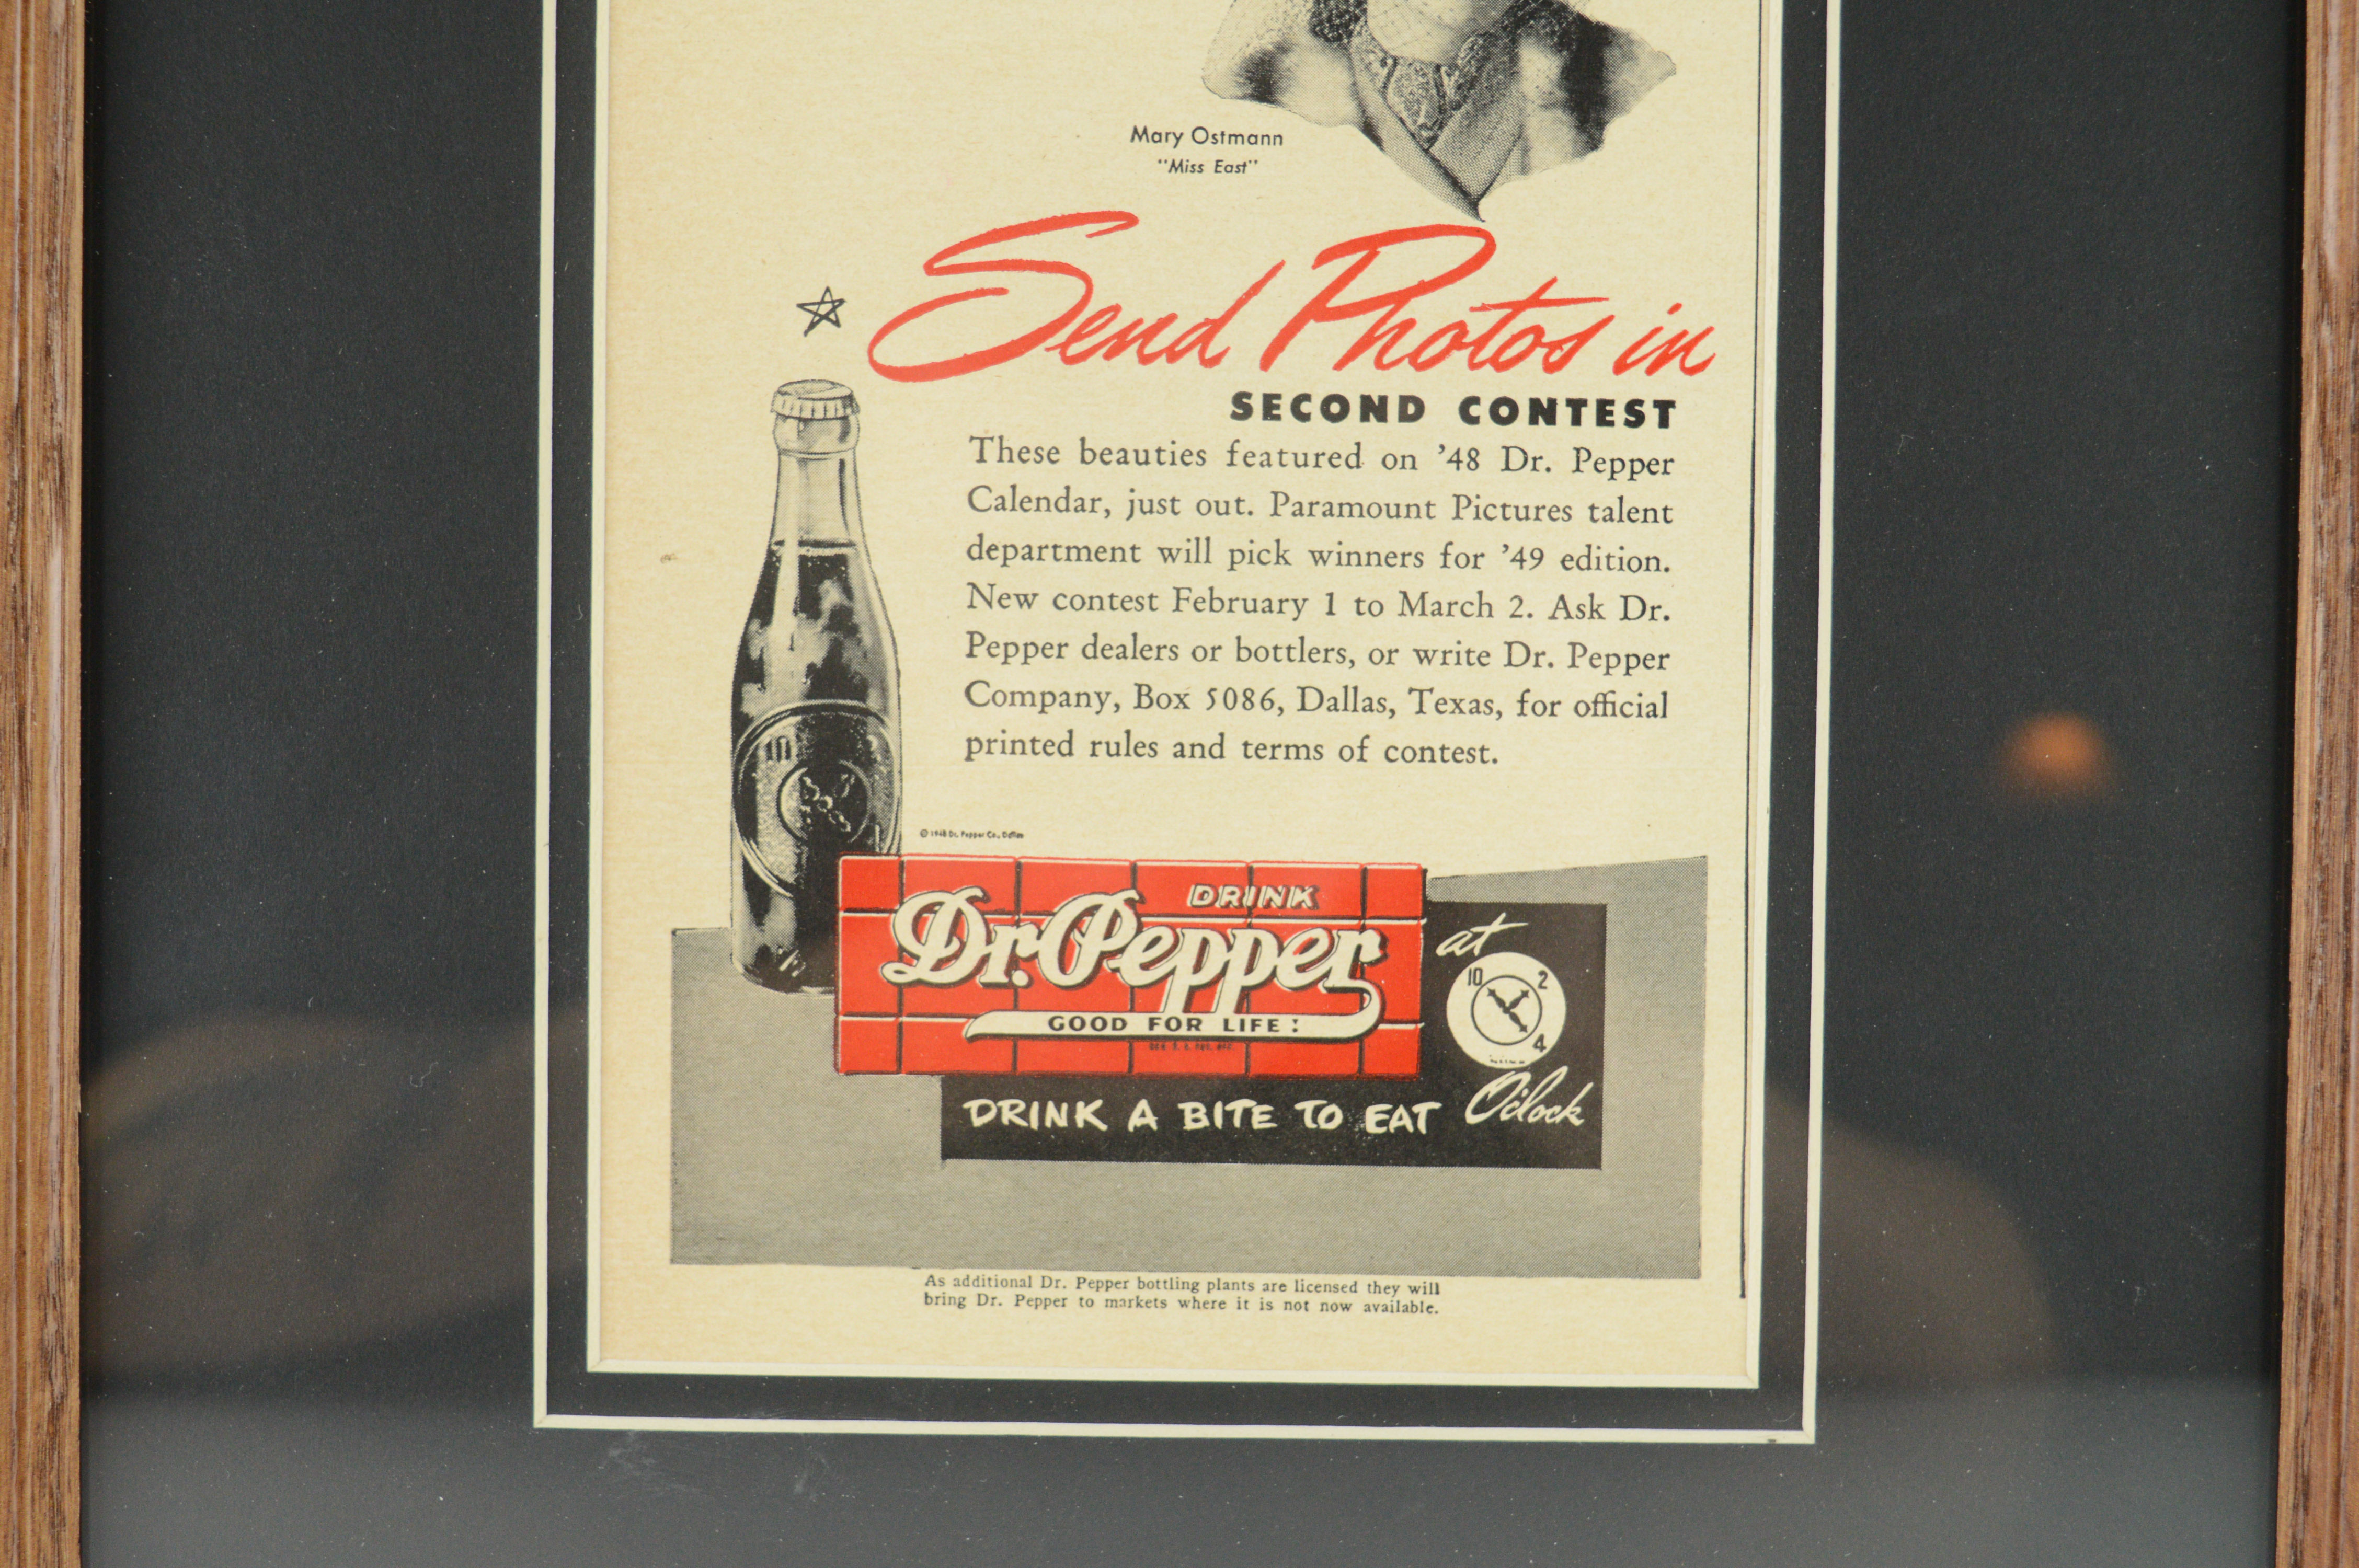 Mary Ostmann
"Miss East"
Send Photos in
SECOND CONTEST
These beauties featured on '48 Dr. Pepper
Calendar, just out. Paramount Pictures talent
department will pick winners for '49 edition.
New contest February 1 to March 2. Ask Dr.
Pepper dealers or bottlers, or write Dr. Pepper
Company, Box 5086, Dallas, Texas, for official
printed rules and terms of contest.
© 1948 Dr. Pepper Co., Dallas
DRINK
Dr. Pepper
GOOD FOR LIFE!
at
10 2
4
O'clock
DRINK A BITE TO EAT
As additional Dr. Pepper bottling plants are licensed they will
bring Dr. Pepper to markets where it is not now available.